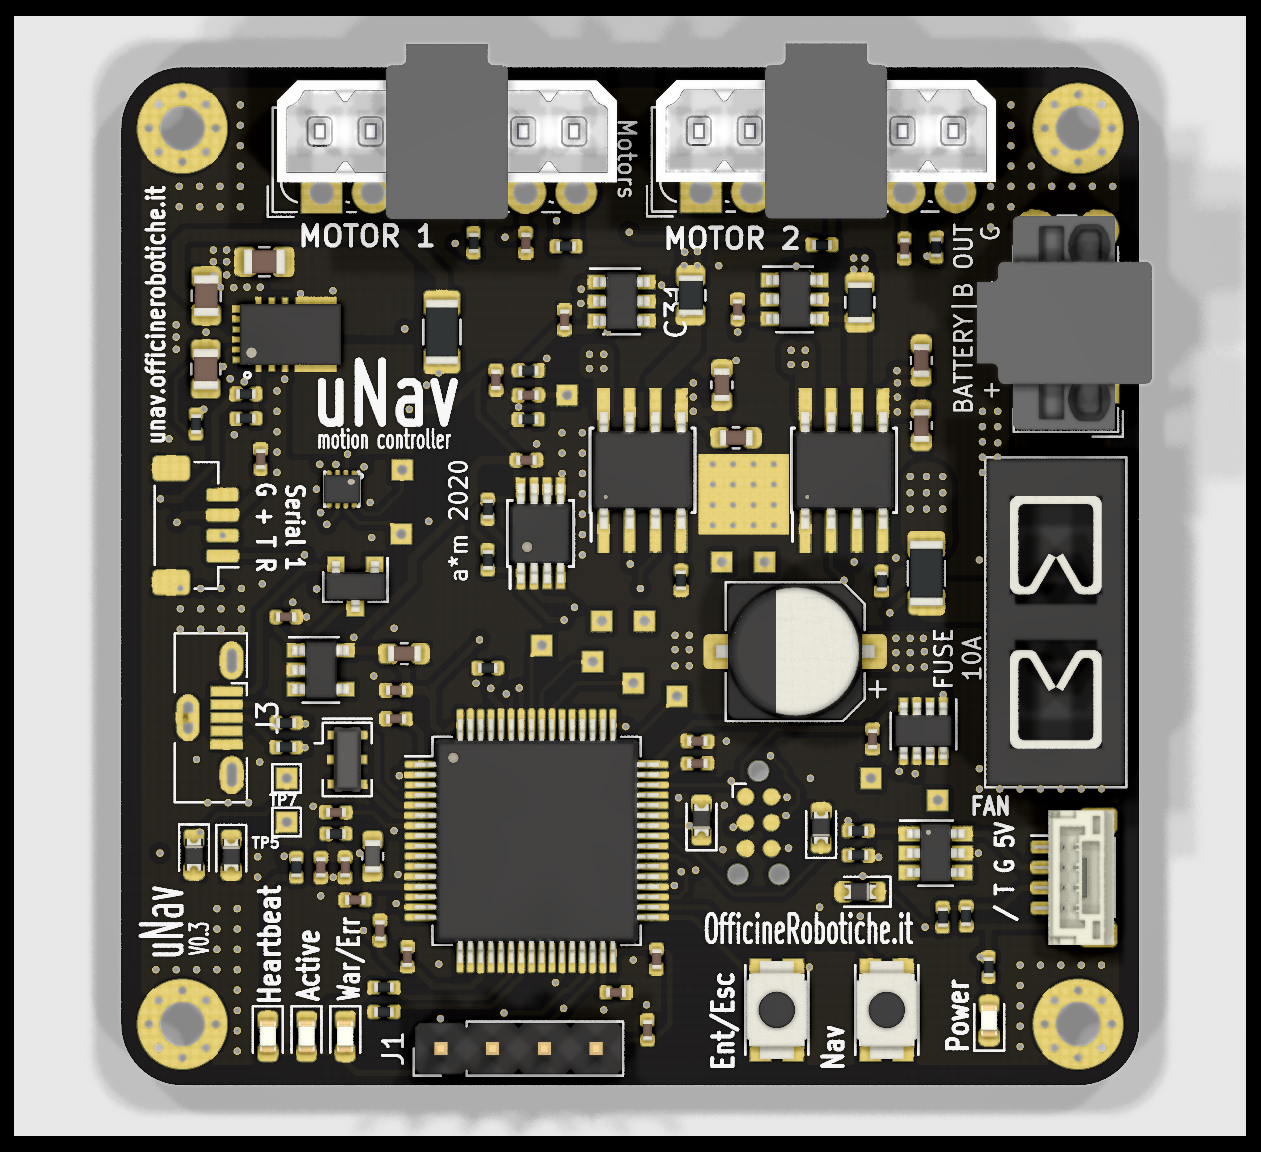 Motors
MOTOR 1
MOTOR 2
unav.officinerobotiche.it
BATTERY|B OUT
G
+
C31
uNav
motion controller
a*m 2020
Serial 1
G + T R
FUSE
10A
+
J3
TP7
TP5
FAN
/ T G 5V
uNav
V0.3
Heartbeat
Active
War/Err
OfficineRobotiche.it
J1
Ent/Esc
Nav
Power